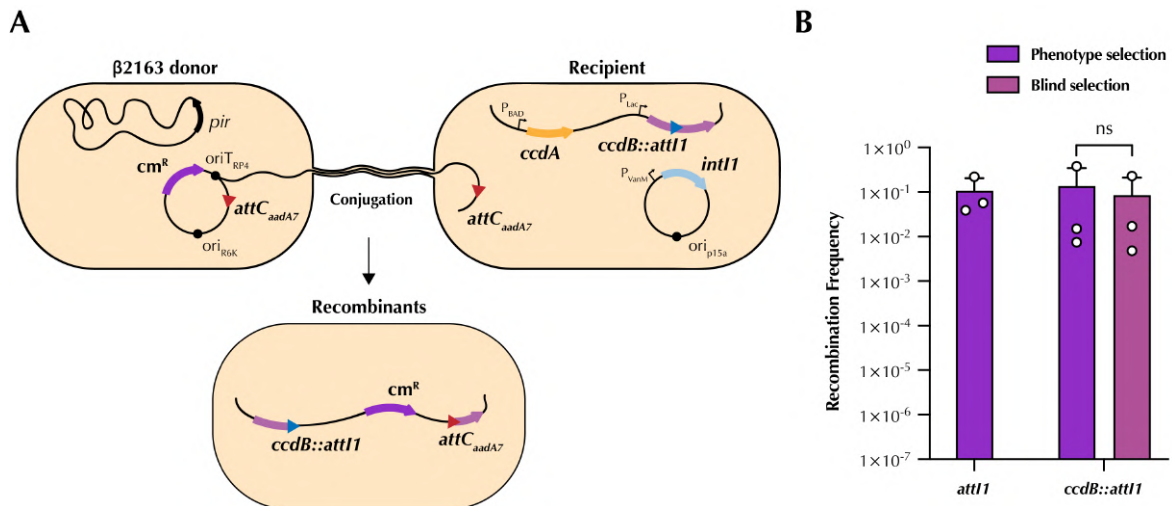 A
β2163 donor
pir
cmR
oriTRP4
attCaadA7
oriR6K
Conjugation
Recipient
PBAD
ccdA
PLac
ccdB::attI1
PVanM
intI1
attCaadA7
orip15a
Recombinants
cmR
ccdB::attI1
attCaadA7
B
Phenotype selection
Blind selection
ns
Recombination Frequency
1×10^0
1×10^-1
1×10^-2
1×10^-3
1×10^-4
1×10^-5
1×10^-6
1×10^-7
attI1
ccdB::attI1